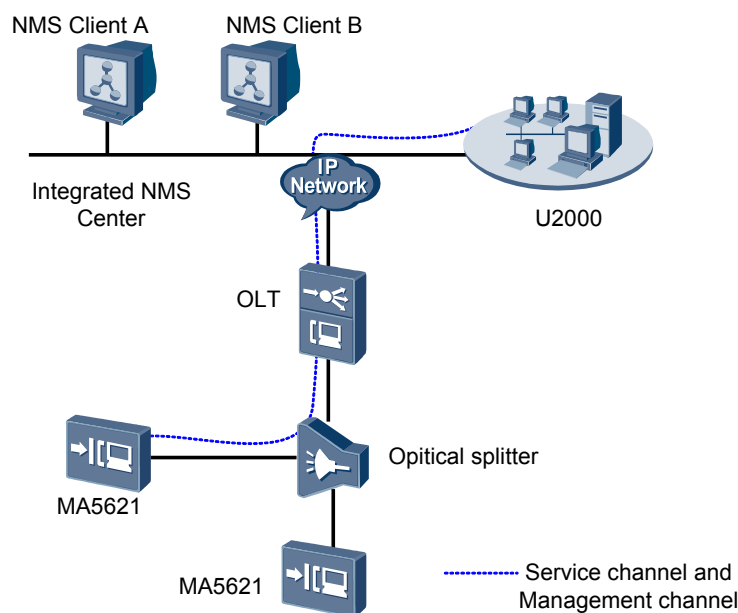 NMS Client A
NMS Client B
IP
Network
Integrated NMS
Center
U2000
OLT
Opitical splitter
MA5621
MA5621
Service channel and
Management channel